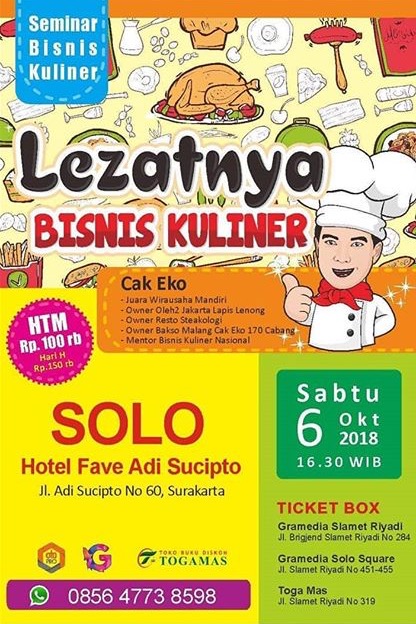 Seminar
Bisnis
Kuliner
Lezatnya
BISNIS KULINER
Cak Eko
- Juara Wirausaha Mandiri
- Owner Oleh2 Jakarta Lapis Lenong
- Owner Resto Steakologi
- Owner Bakso Malang Cak Eko 170 Cabang
- Mentor Bisnis Kuliner Nasional
HTM
Rp. 100 rb
Hari H
Rp.150 rb
SOLO
Hotel Fave Adi Sucipto
Jl. Adi Sucipto No 60, Surakarta
Sabtu
6 Okt
2018
16.30 WIB
TICKET BOX
Gramedia Slamet Riyadi
Jl. Brigjend Slamet Riyadi No 284
Gramedia Solo Square
Jl. Slamet Riyadi No 451-455
Toga Mas
Jl. Slamet Riyadi No 319
TOKO BUKU DISKON
TOGAMAS
0856 4773 8598